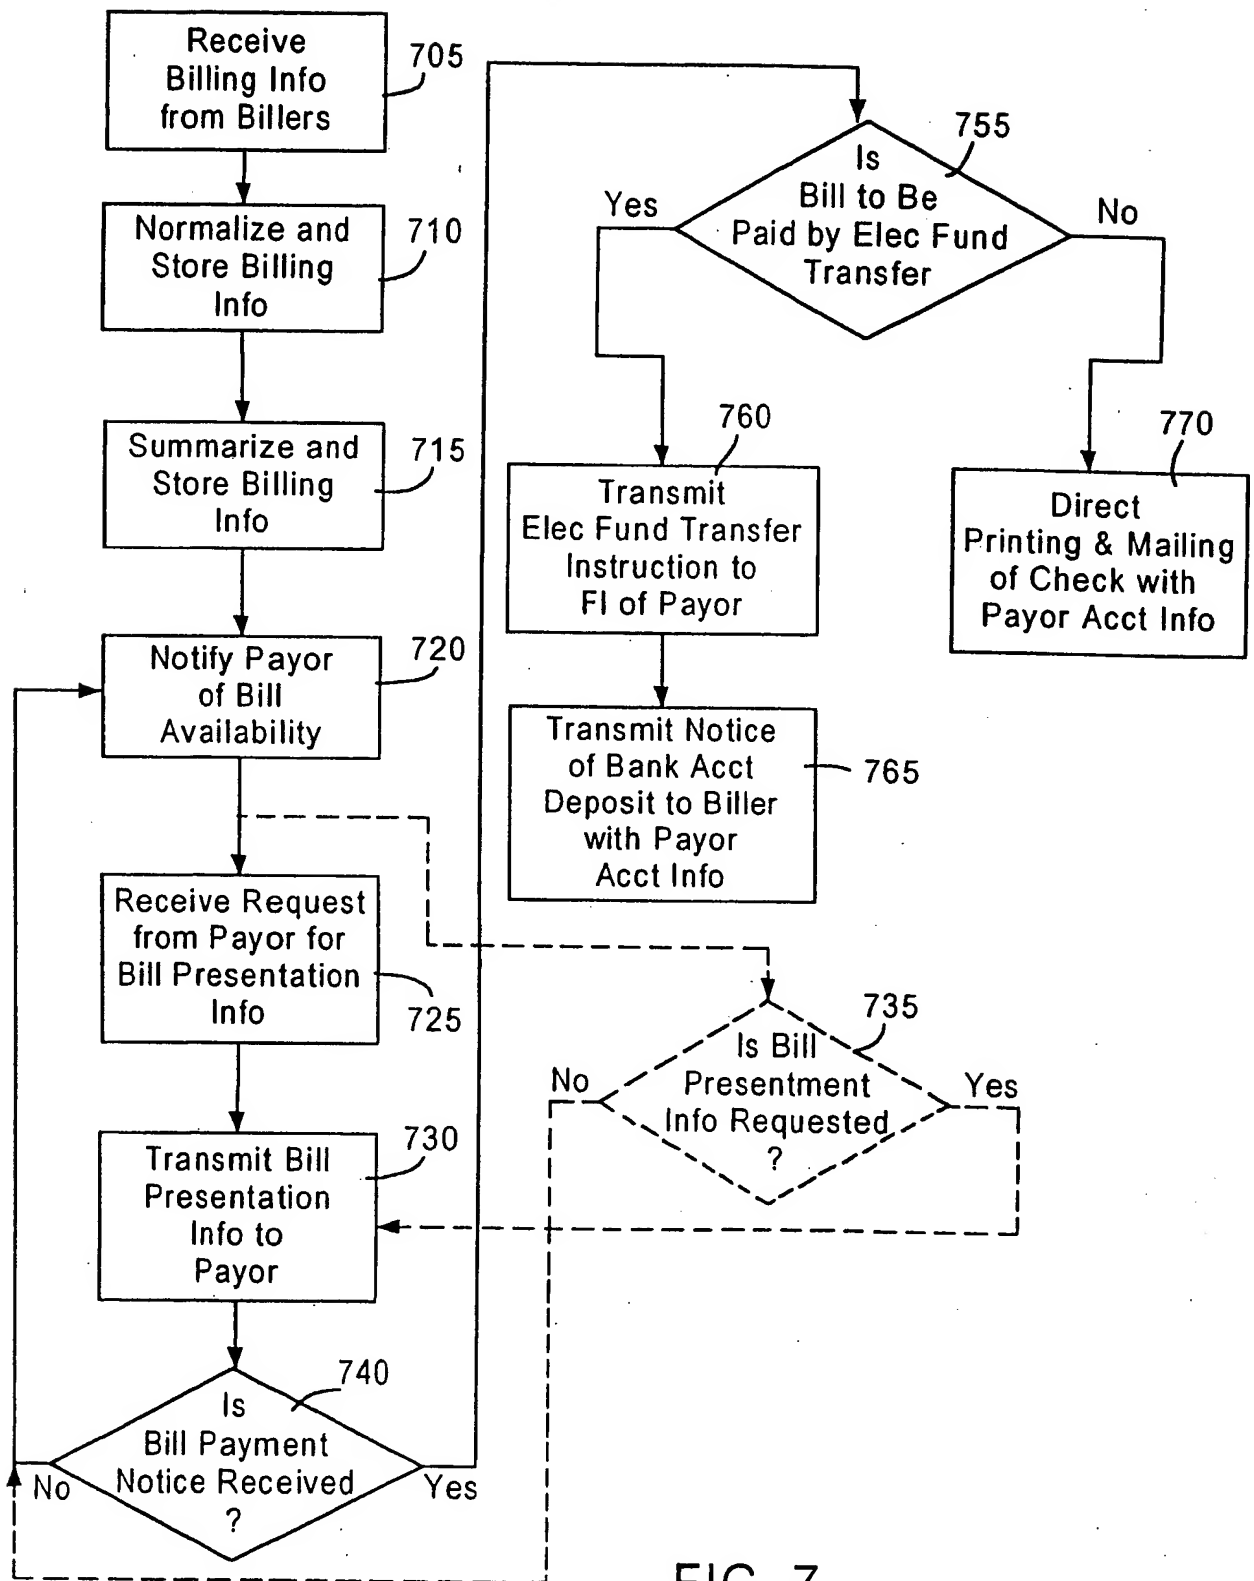 Receive
Billing Info
from Billers
705
Normalize and
Store Billing
Info
710
Summarize and
Store Billing
Info
715
Notify Payor
of Bill
Availability
720
Receive Request
from Payor for
Bill Presentation
Info
725
Transmit Bill
Presentation
Info to
Payor
730
Is
Bill Payment
Notice Received
?
740
No
Yes
Is
Bill to Be
Paid by Elec Fund
Transfer
755
Yes
No
Transmit
Elec Fund Transfer
Instruction to
FI of Payor
760
Transmit Notice
of Bank Acct
Deposit to Biller
with Payor
Acct Info
765
Direct
Printing & Mailing
of Check with
Payor Acct Info
770
Is Bill
Presentment
Info Requested
?
735
No
Yes
FIG. 7